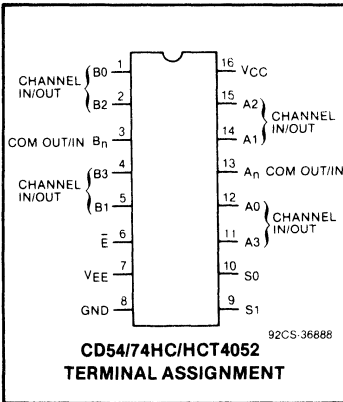 CHANNEL IN/OUT
B0 1
B2 2
COM OUT/IN Bn 3
CHANNEL IN/OUT
B3 4
B1 5
E̅ 6
VEE 7
GND 8
16 VCC
15 A2
14 A1
CHANNEL IN/OUT
13 An COM OUT/IN
12 A0
11 A3
CHANNEL IN/OUT
10 S0
9 S1
92CS-36888
CD54/74HC/HCT4052
TERMINAL ASSIGNMENT